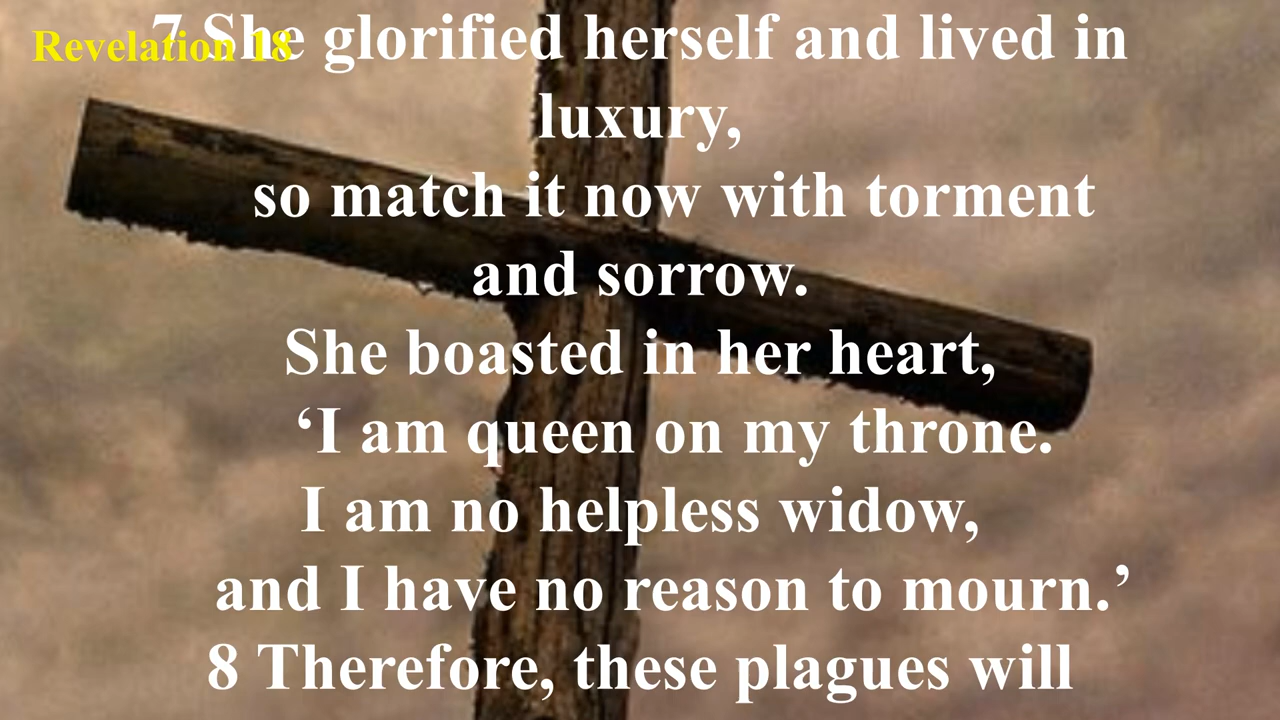 Revelation 18
7 She glorified herself and lived in
luxury,
so match it now with torment
and sorrow.
She boasted in her heart,
‘I am queen on my throne.
I am no helpless widow,
and I have no reason to mourn.’
8 Therefore, these plagues will